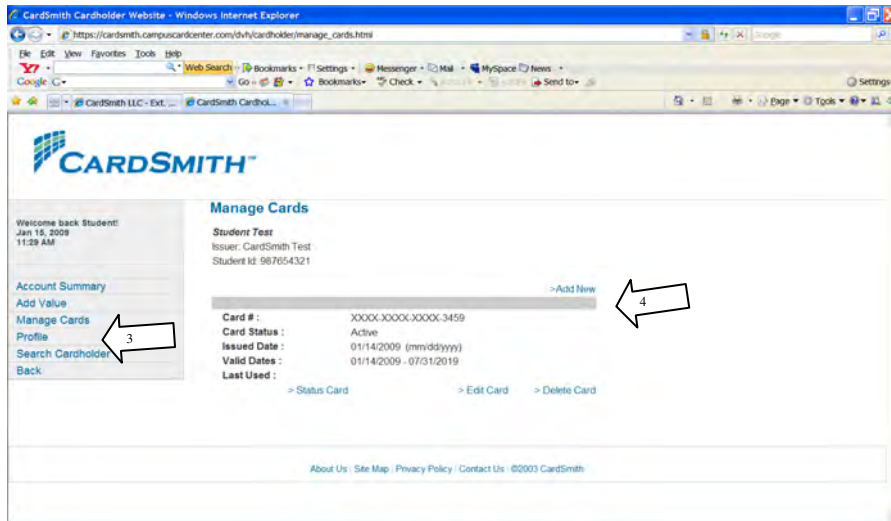 CardSmith Cardholder Website - Windows Internet Explorer
https://cardsmith.campuscardcenter.com/dvh/cardholder/manage_cards.html
File Edit View Favorites Tools Help
Y7 Web Search Bookmarks Settings Messenger Mail MySpace News
Google G Go Bookmarks Check Send to Settings
CardSmith LLC - Ext. ... CardSmith Cardhol... Page Tools
CARDSMITH
Manage Cards
Welcome back Student!
Jan 15, 2009
11:29 AM
Student Test
Issuer: CardSmith Test
Student Id: 987654321
Account Summary
Add Value
Manage Cards
Profile
Search Cardholder
Back
3
>Add New
4
Card # : XXXX-XXXX-XXXX-3459
Card Status : Active
Issued Date : 01/14/2009 (mm/dd/yyyy)
Valid Dates : 01/14/2009 - 07/31/2019
Last Used :
> Status Card > Edit Card > Delete Card
About Us | Site Map | Privacy Policy | Contact Us | ©2003 CardSmith